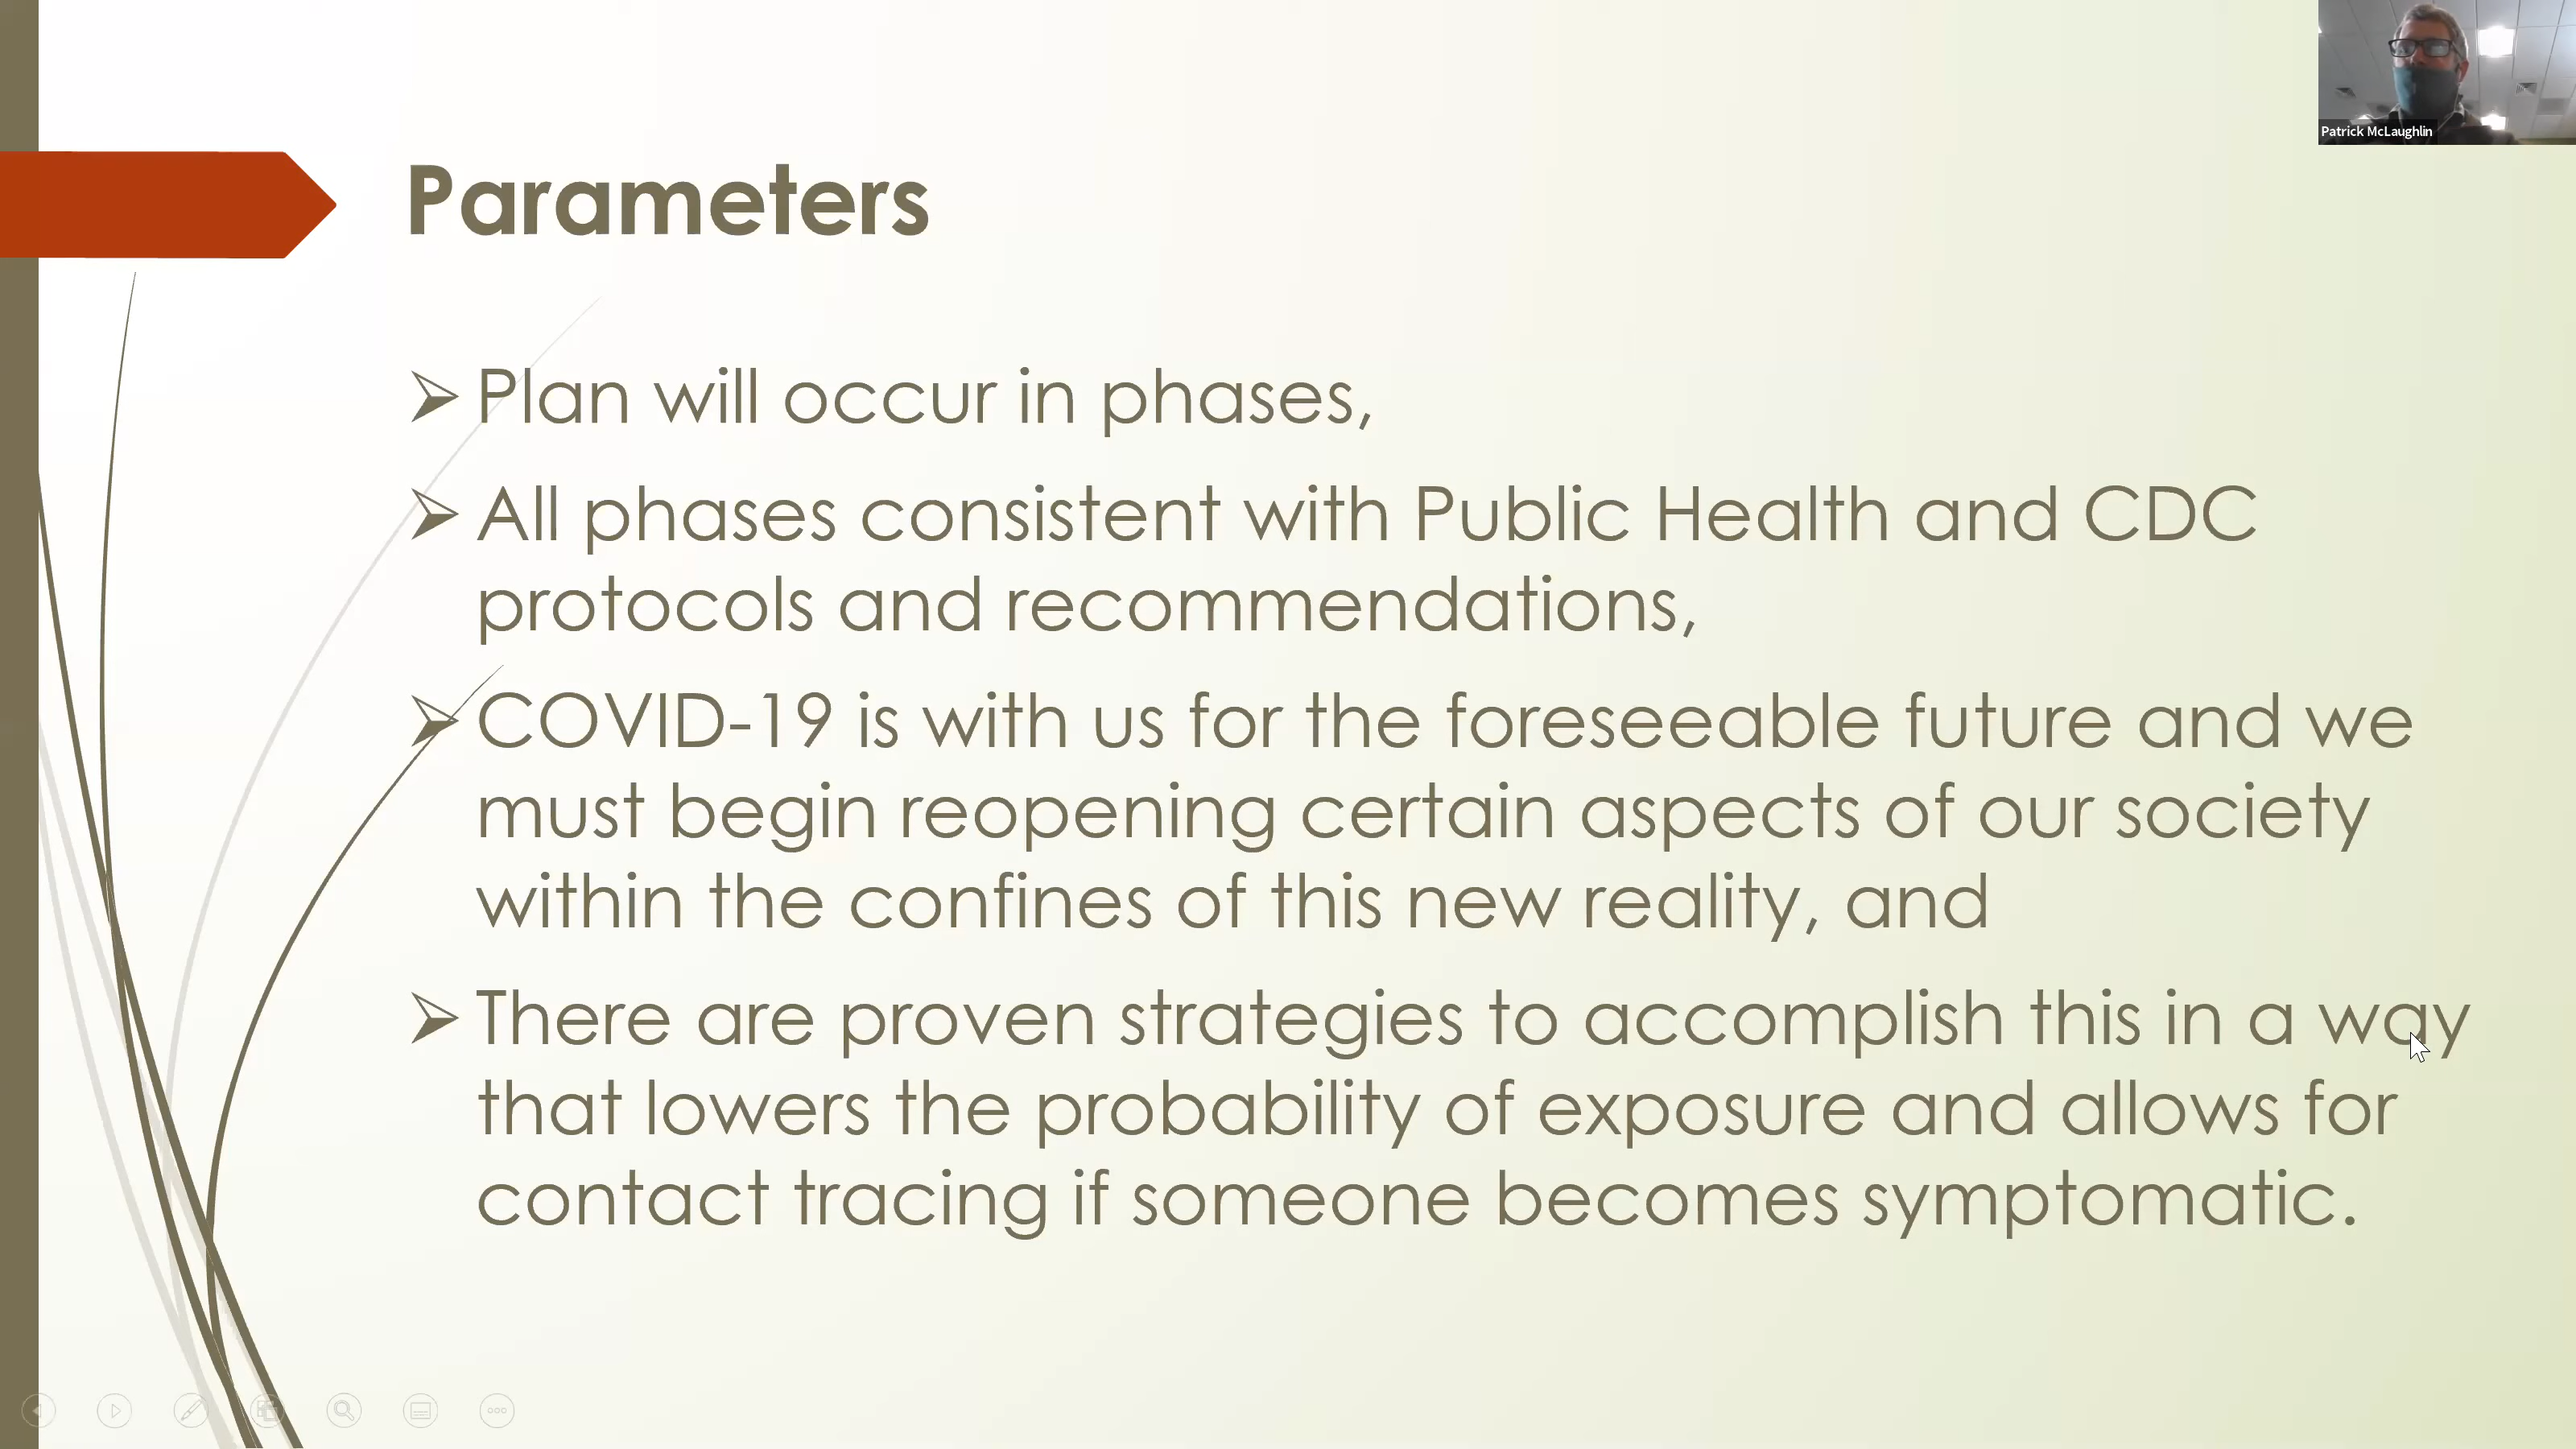 Patrick McLaughlin
Parameters
Plan will occur in phases,
All phases consistent with Public Health and CDC
protocols and recommendations,
COVID-19 is with us for the foreseeable future and we
must begin reopening certain aspects of our society
within the confines of this new reality, and
There are proven strategies to accomplish this in a way
that lowers the probability of exposure and allows for
contact tracing if someone becomes symptomatic.